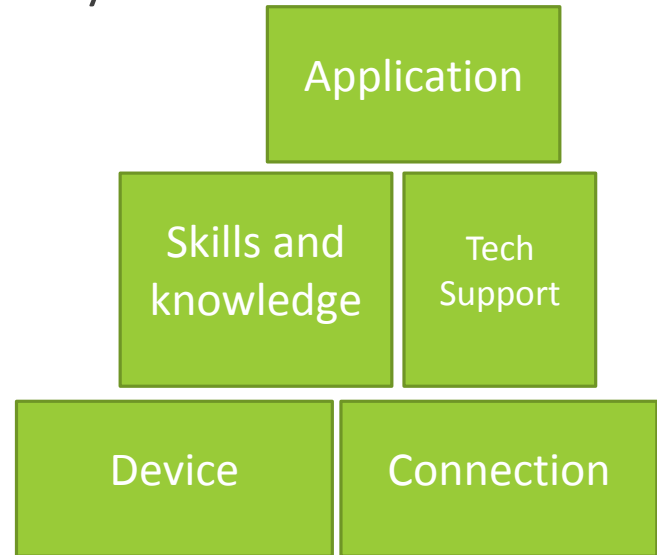 Application
Skills and
knowledge
Tech
Support
Device
Connection